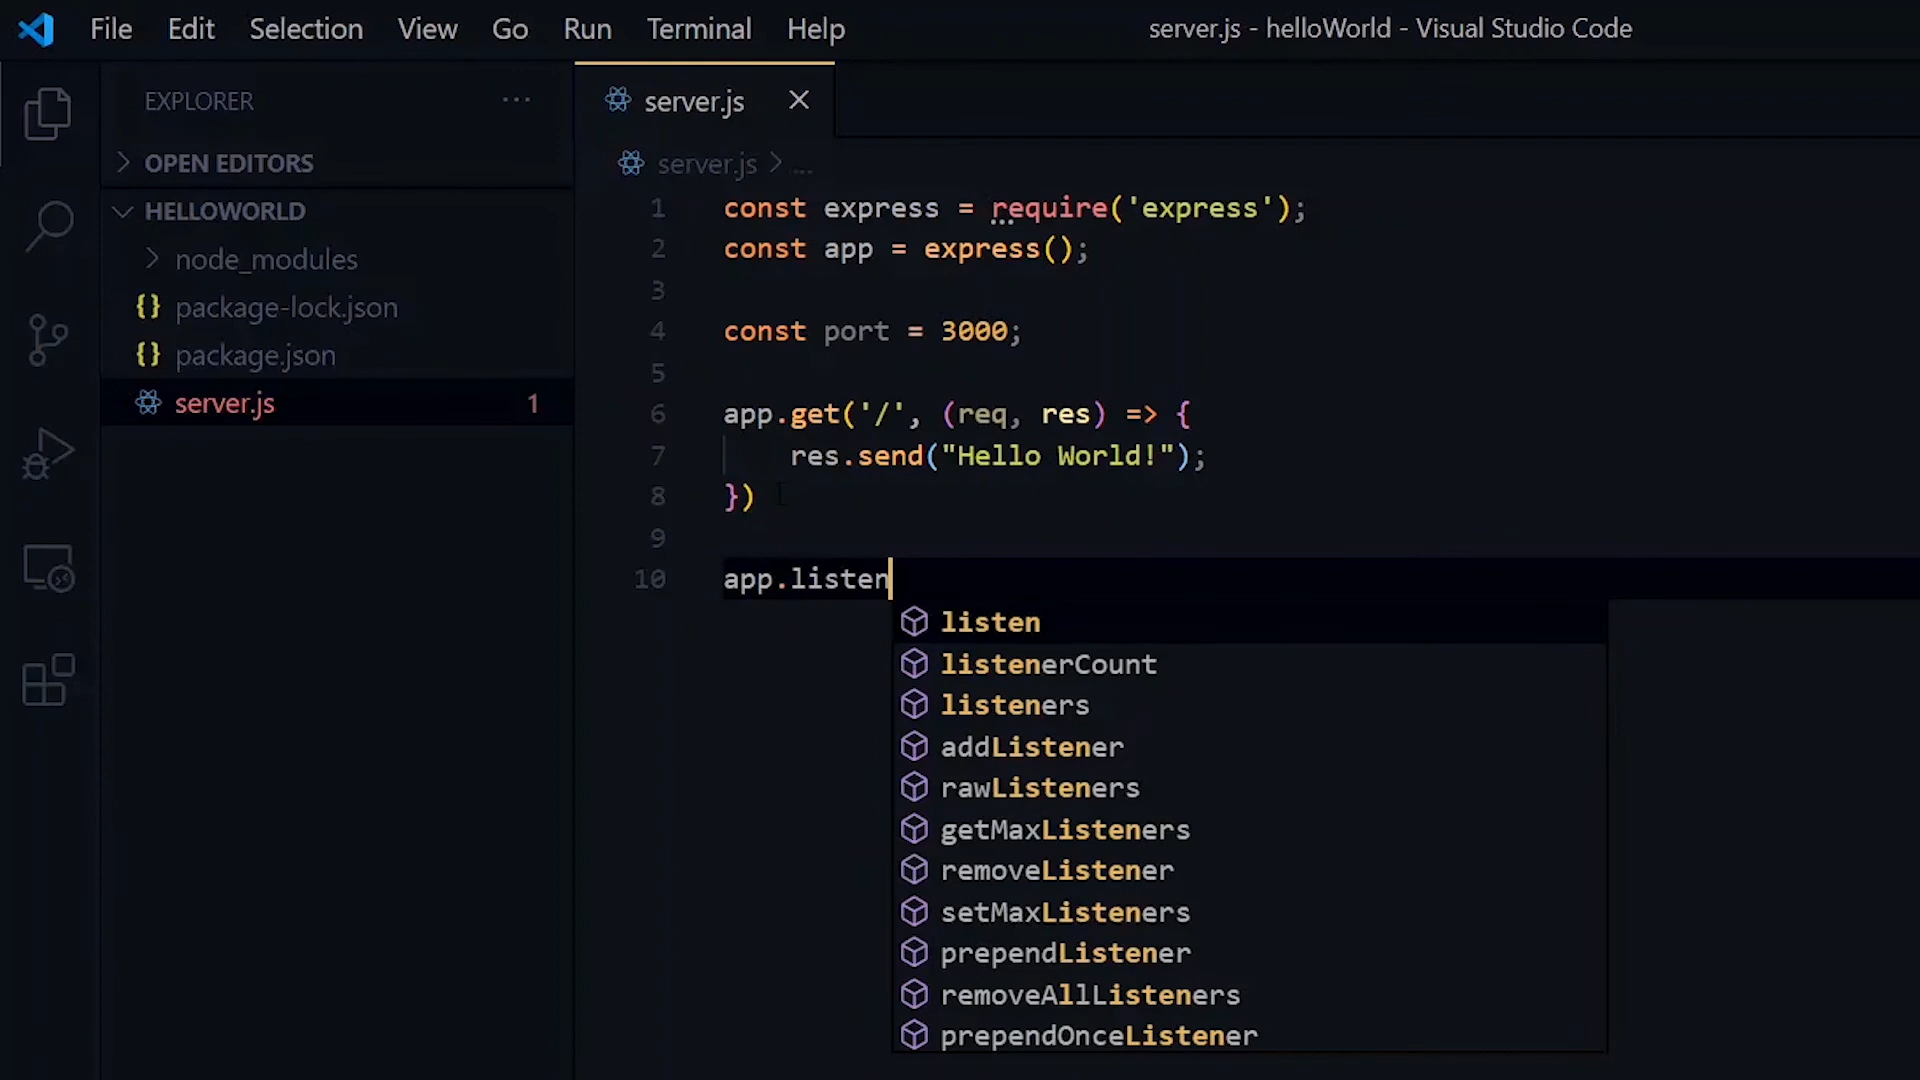 File Edit Selection View Go Run Terminal Help server.js - helloWorld - Visual Studio Code
EXPLORER ...
OPEN EDITORS
HELLOWORLD
node_modules
{} package-lock.json
{} package.json
server.js 1
server.js
server.js > ...
1 const express = require('express');
2 const app = express();
3
4 const port = 3000;
5
6 app.get('/', (req, res) => {
7 res.send("Hello World!");
8 })
9
10 app.listen
listen
listenerCount
listeners
addListener
rawListeners
getMaxListeners
removeListener
setMaxListeners
prependListener
removeAllListeners
prependOnceListener